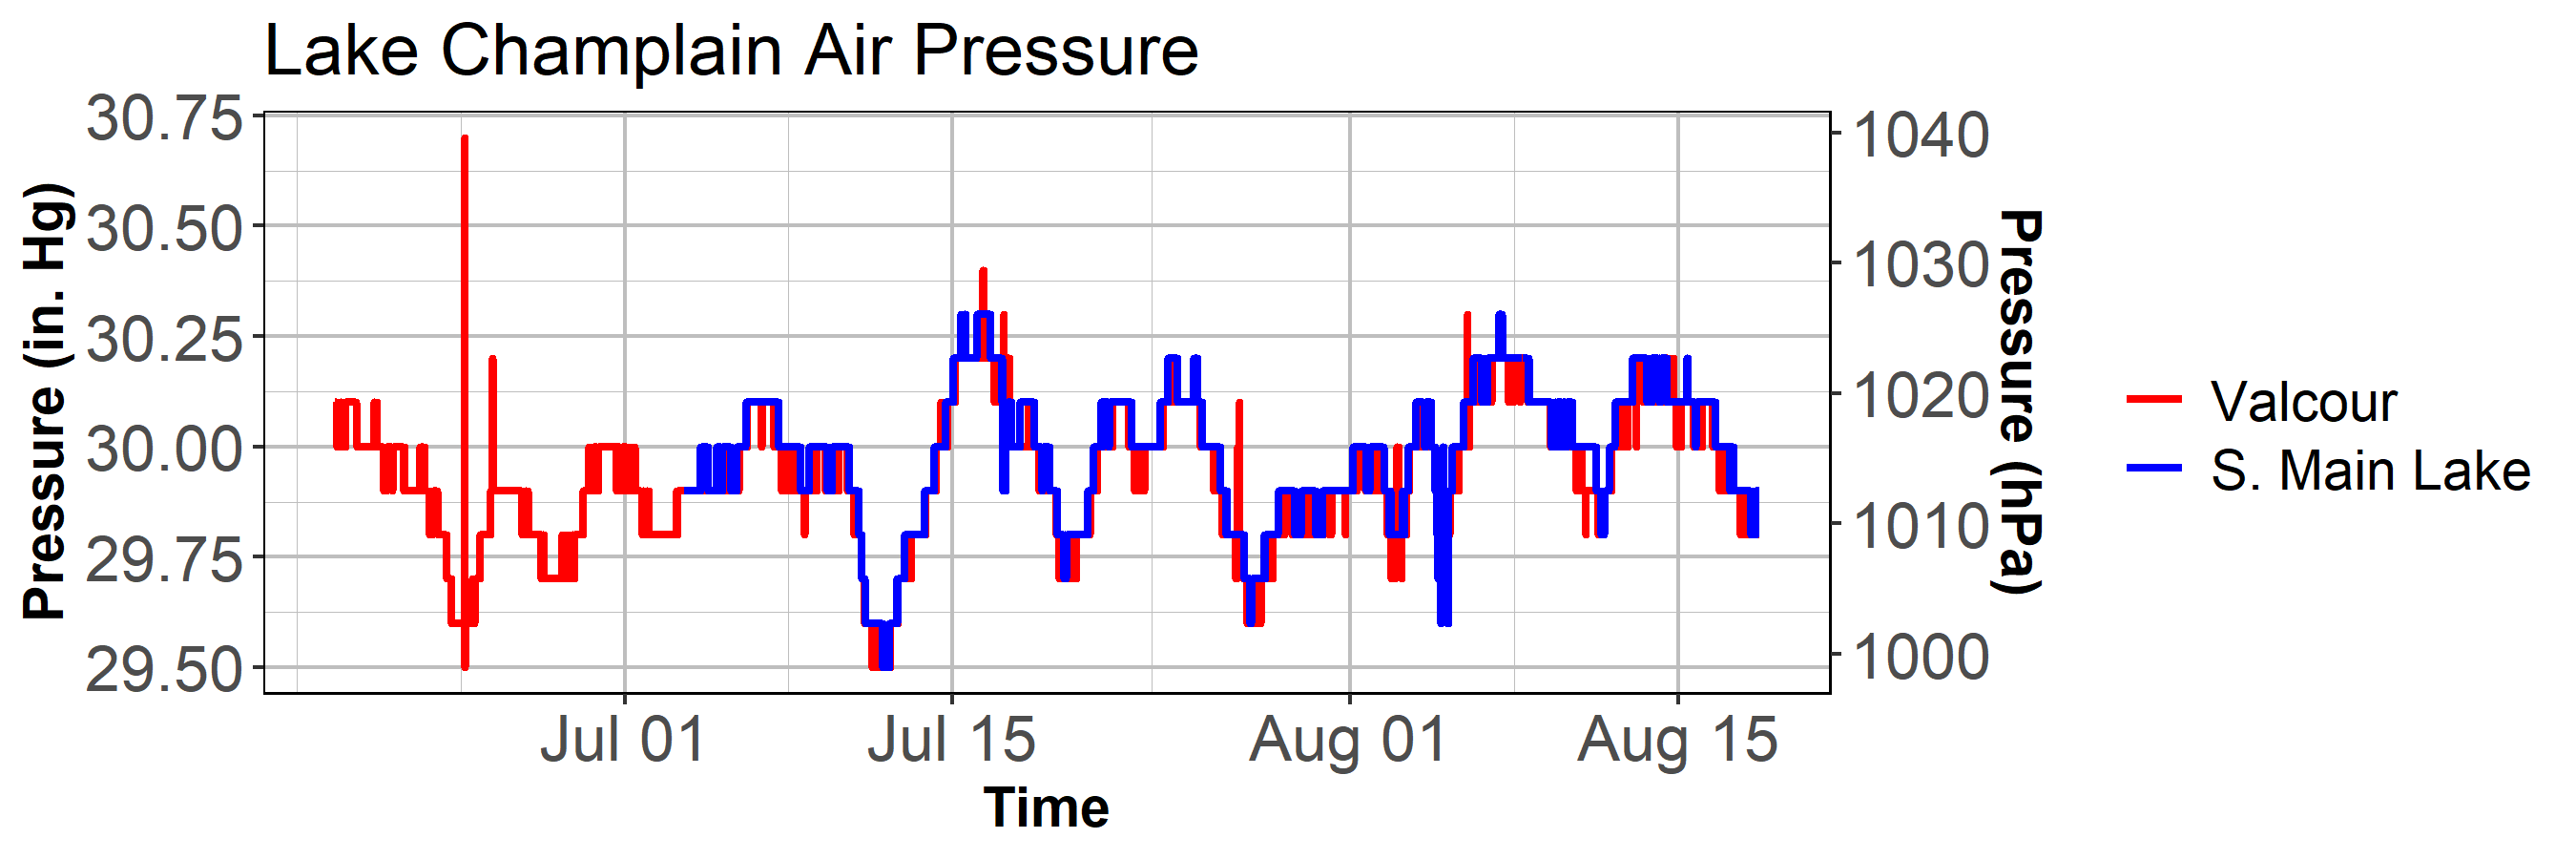 Lake Champlain Air Pressure
Pressure (in. Hg)
30.75
30.50
30.25
30.00
29.75
29.50
1040
1030
1020
1010
1000
Pressure (hPa)
Jul 01
Jul 15
Aug 01
Aug 15
Time
Valcour
S. Main Lake